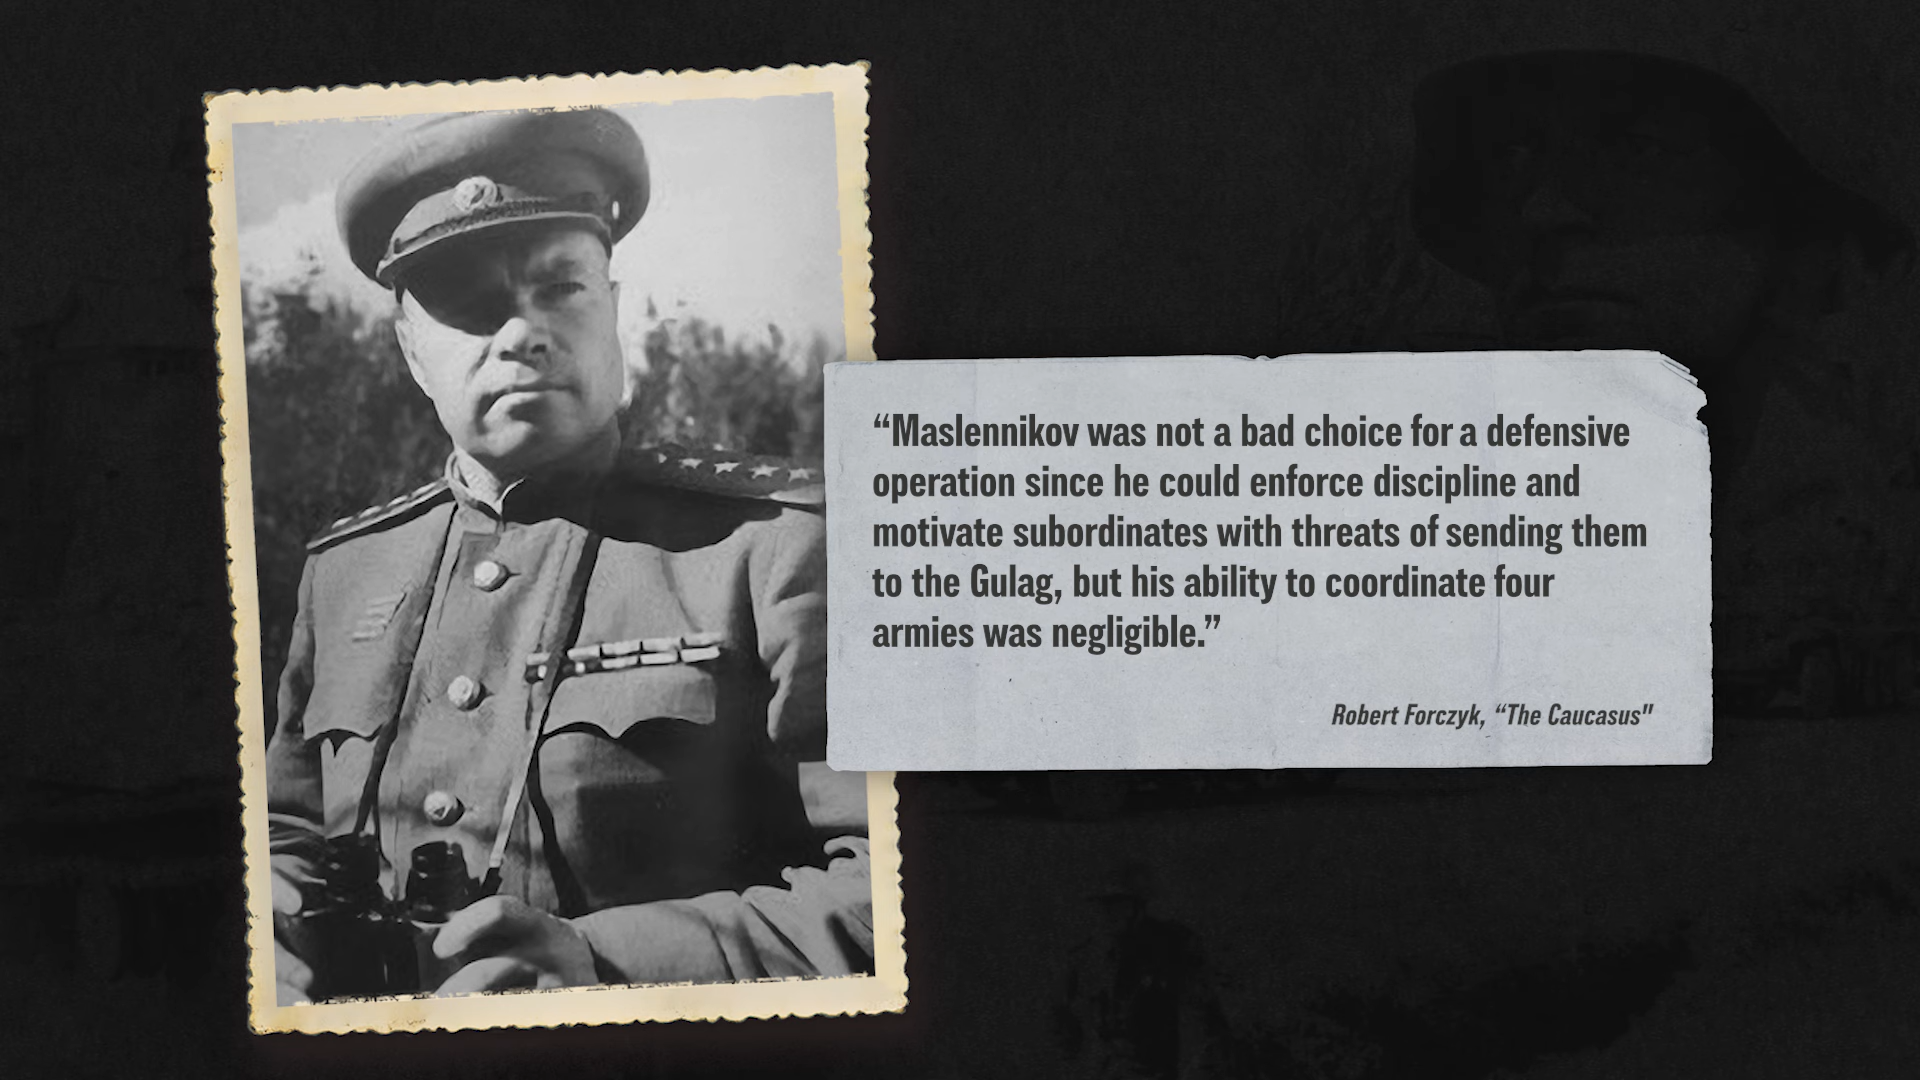 “Maslennikov was not a bad choice for a defensive
operation since he could enforce discipline and
motivate subordinates with threats of sending them
to the Gulag, but his ability to coordinate four
armies was negligible.”
Robert Forczyk, “The Caucasus"